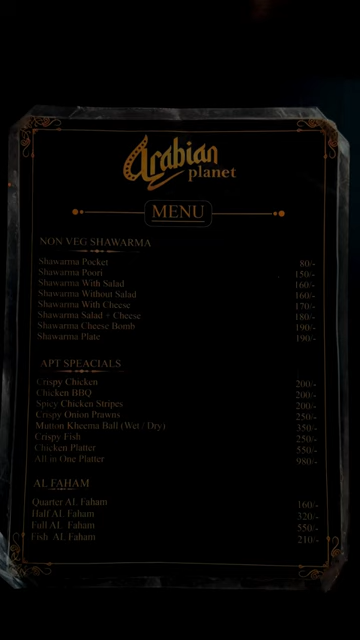 Arabian
planet
MENU
NON VEG SHAWARMA
Shawarma Pocket 80/-
Shawarma Poori 150/-
Shawarma With Salad 160/-
Shawarma Without Salad 160/-
Shawarma With Cheese 170/-
Shawarma Salad + Cheese 180/-
Shawarma Cheese Bomb 190/-
Shawarma Plate 190/-
APT SPEACIALS
Crispy Chicken 200/-
Chicken BBQ 200/-
Spicy Chicken Stripes 200/-
Crispy Onion Prawns 250/-
Mutton Kheema Ball (Wet / Dry) 350/-
Crispy Fish 250/-
Chicken Platter 550/-
All in One Platter 980/-
AL FAHAM
Quarter AL Faham 160/-
Half AL Faham 320/-
Full AL Faham 550/-
Fish AL Faham 210/-